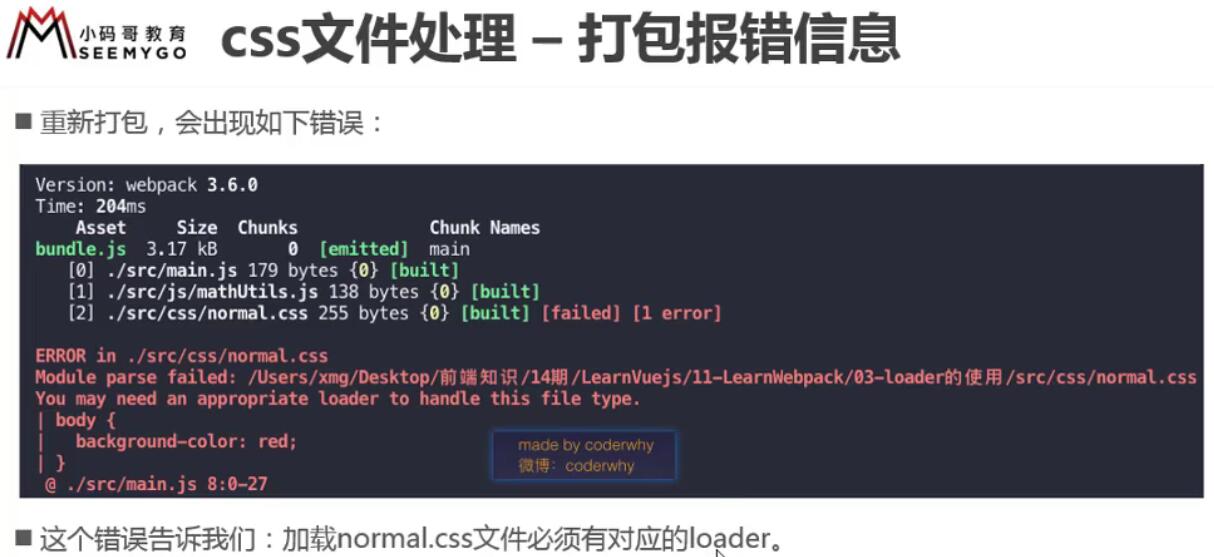 小码哥教育
SEEMYGO
css文件处理 – 打包报错信息
■ 重新打包，会出现如下错误：
Version: webpack 3.6.0
Time: 204ms
Asset Size Chunks Chunk Names
bundle.js 3.17 kB 0 [emitted] main
[0] ./src/main.js 179 bytes {0} [built]
[1] ./src/js/mathUtils.js 138 bytes {0} [built]
[2] ./src/css/normal.css 255 bytes {0} [built] [failed] [1 error]
ERROR in ./src/css/normal.css
Module parse failed: /Users/xmg/Desktop/前端知识/14期/LearnVuejs/11-LearnWebpack/03-loader的使用/src/css/normal.css
You may need an appropriate loader to handle this file type.
| body {
|   background-color: red;
| }
@ ./src/main.js 8:0-27
made by coderwhy
微博：coderwhy
■ 这个错误告诉我们：加载normal.css文件必须有对应的loader。